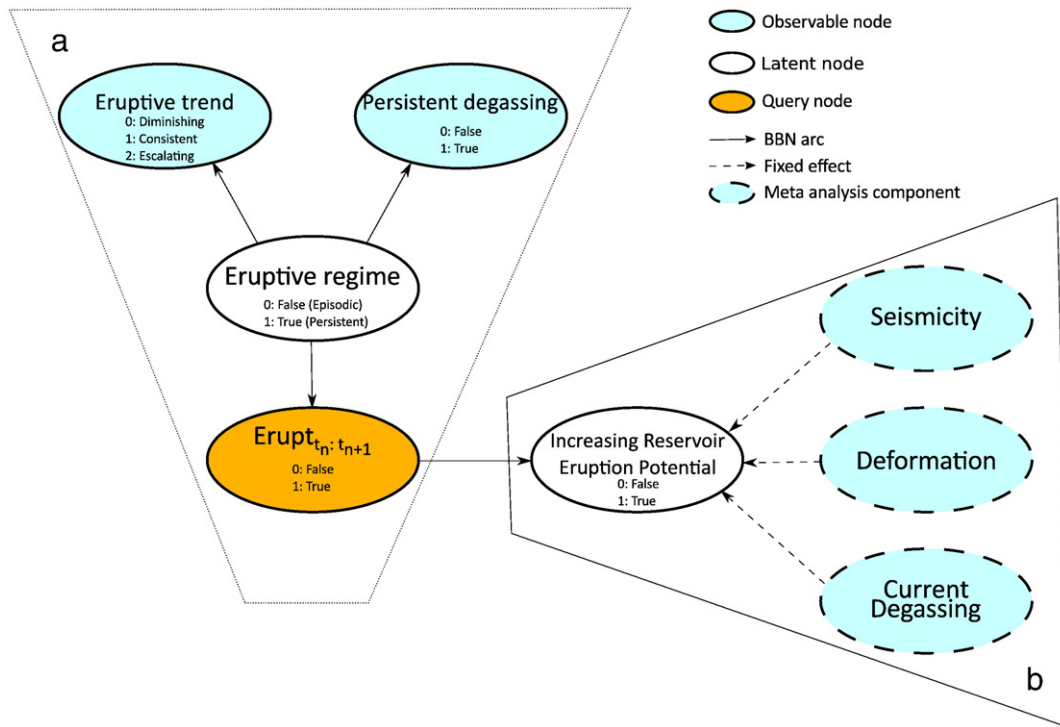 a
Eruptive trend
0: Diminishing
1: Consistent
2: Escalating
Persistent degassing
0: False
1: True
Eruptive regime
0: False (Episodic)
1: True (Persistent)
Erupt tn: tn+1
0: False
1: True
Observable node
Latent node
Query node
BBN arc
Fixed effect
Meta analysis component
Increasing Reservoir
Eruption Potential
0: False
1: True
Seismicity
Deformation
Current
Degassing
b